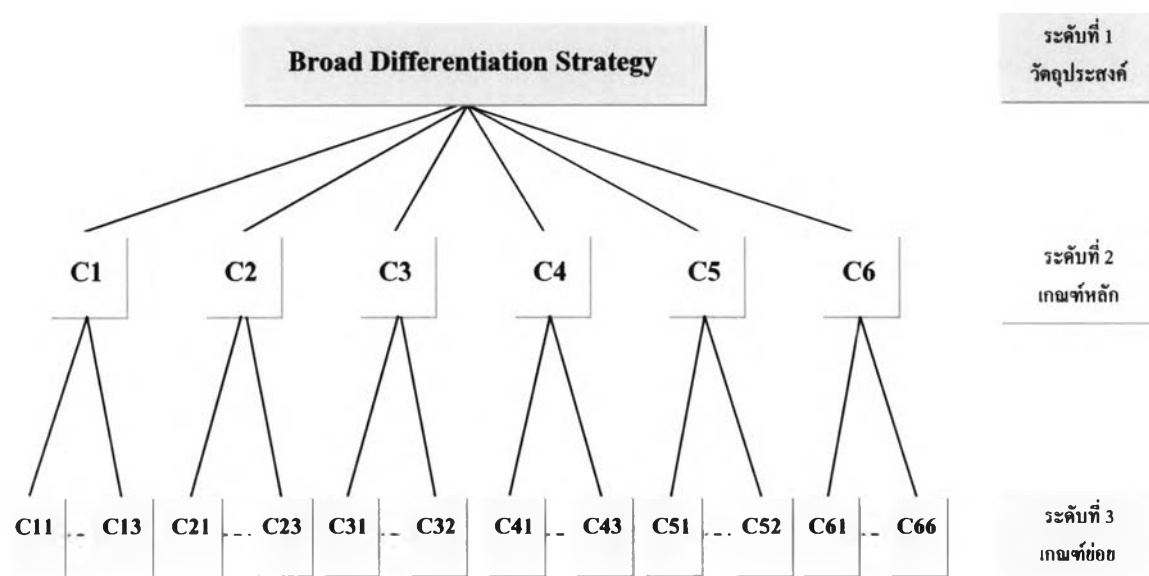 Broad Differentiation Strategy
ระดับที่ 1
วัตถุประสงค์
C1 C2 C3 C4 C5 C6
ระดับที่ 2
เกณฑ์หลัก
C11 C13 C21 C23 C31 C32 C41 C43 C51 C52 C61 C66
ระดับที่ 3
เกณฑ์ย่อย